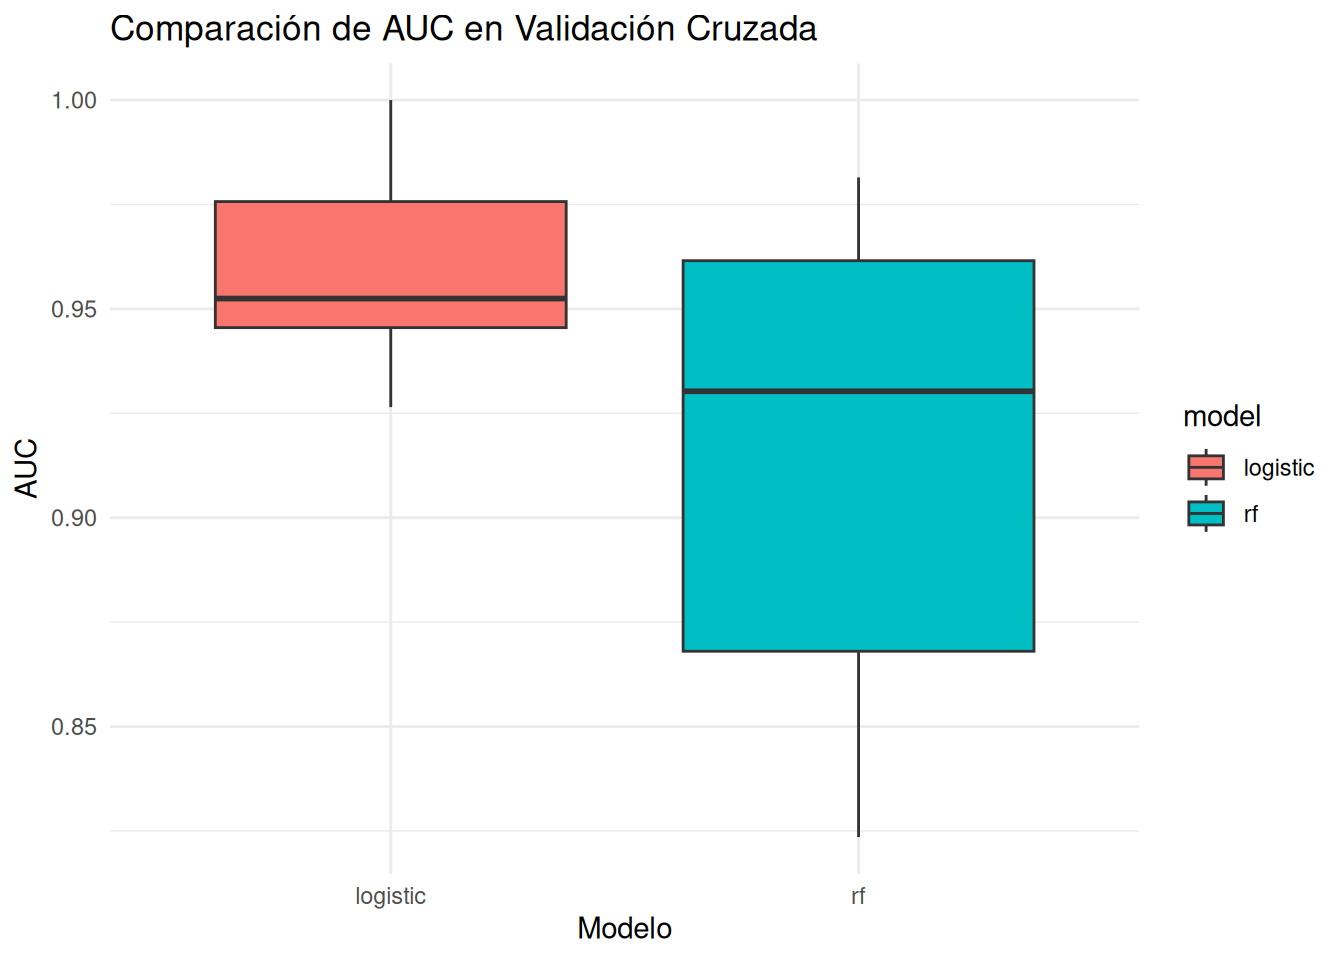 Comparación de AUC en Validación Cruzada
1.00
0.95
0.90
0.85
AUC
logistic
rf
Modelo
model
logistic
rf